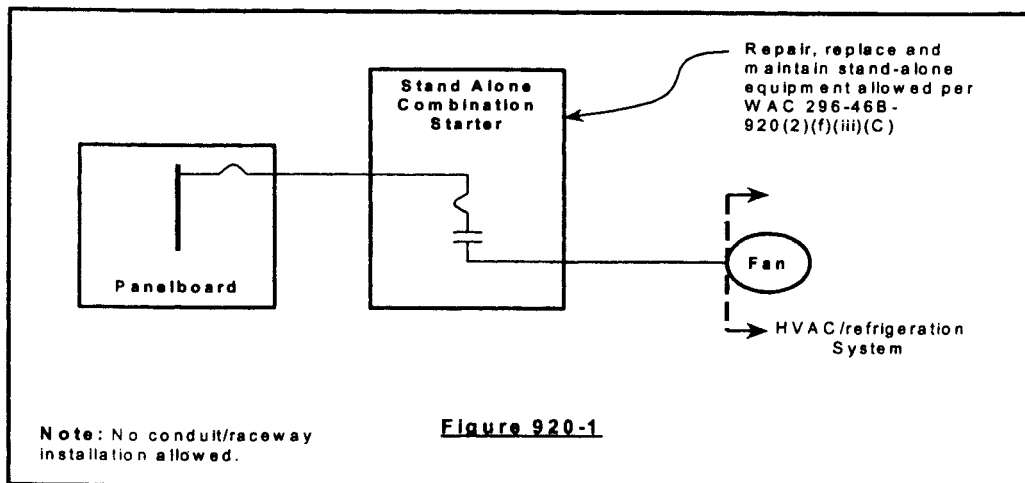 Repair, replace and
maintain stand-alone
equipment allowed per
WAC 296-46B-
920(2)(f)(iii)(C)
Stand Alone
Combination
Starter
Panelboard
Fan
HVAC/refrigeration
System
Figure 920-1
Note: No conduit/raceway
installation allowed.